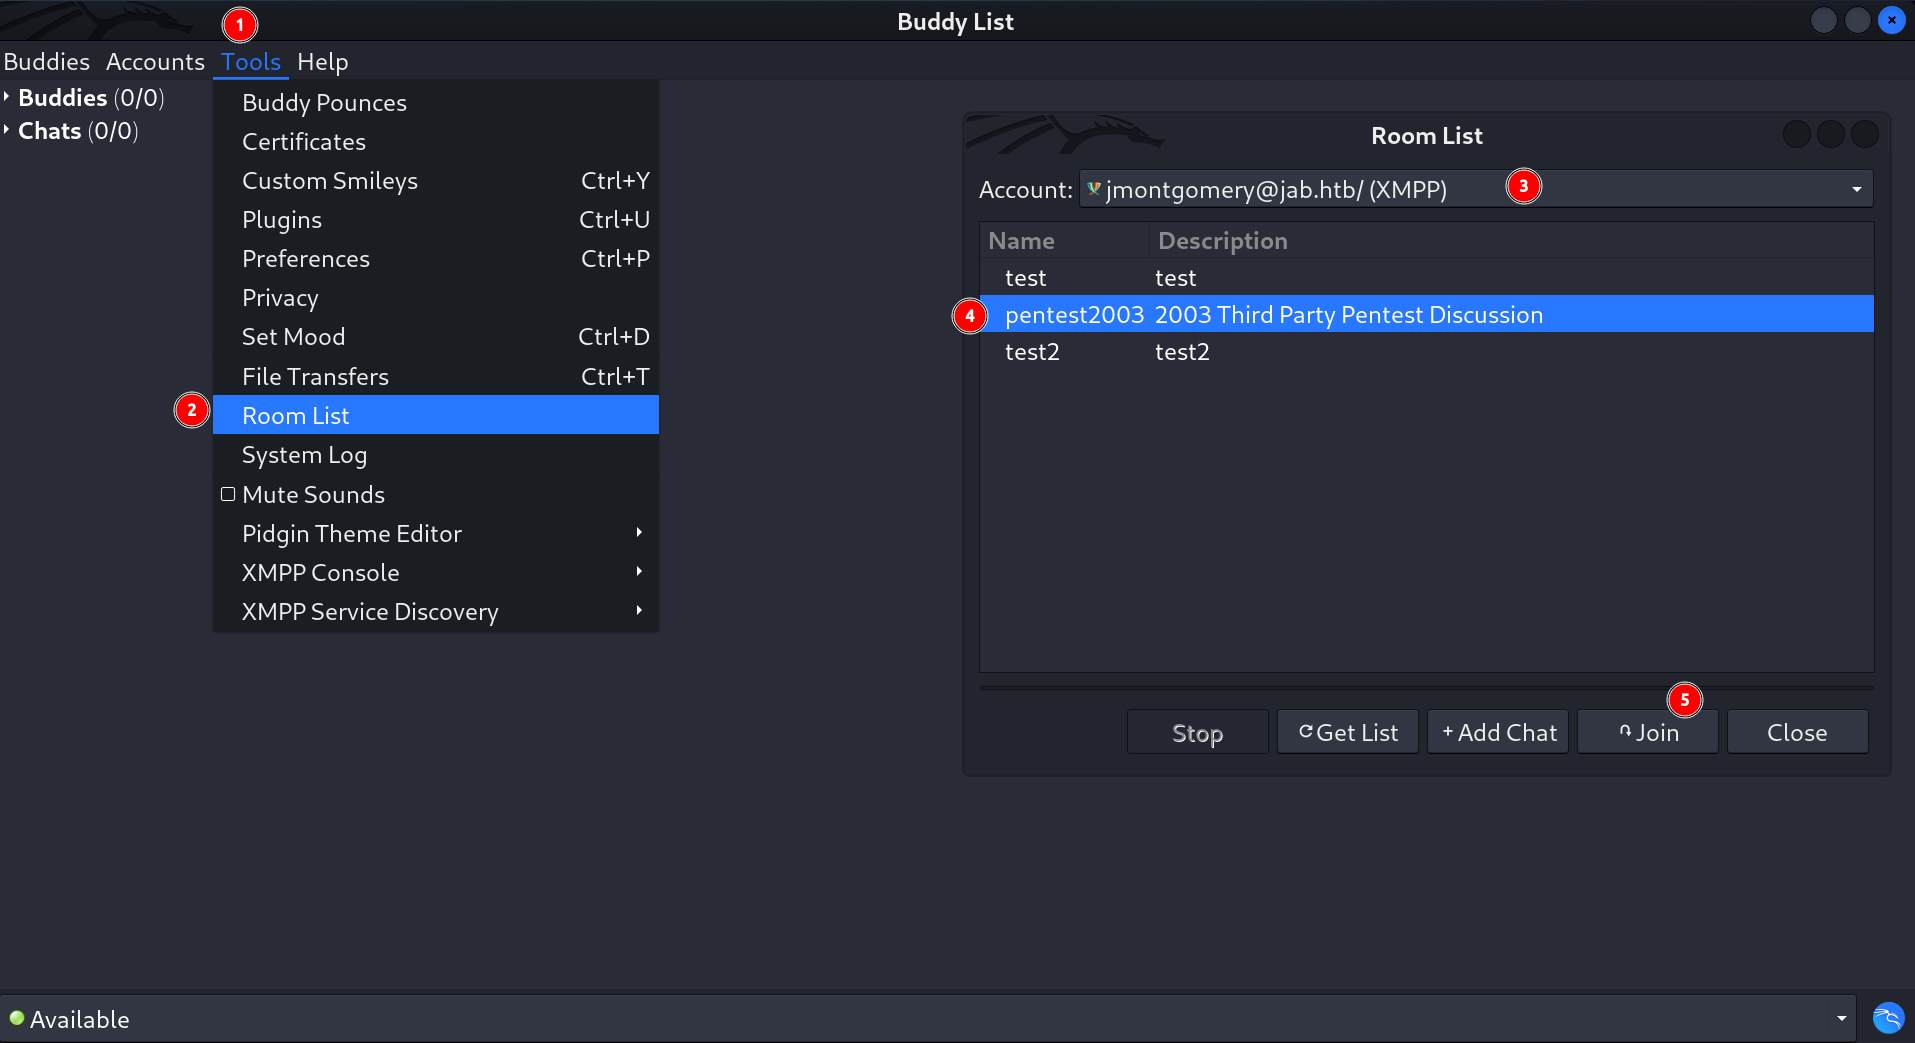 1
Buddy List
Buddies Accounts Tools Help
Buddies (0/0)
Chats (0/0)
Buddy Pounces
Certificates
Custom Smileys Ctrl+Y
Plugins Ctrl+U
Preferences Ctrl+P
Privacy
Set Mood Ctrl+D
File Transfers Ctrl+T
2
Room List
System Log
Mute Sounds
Pidgin Theme Editor
XMPP Console
XMPP Service Discovery
Room List
Account: jmontgomery@jab.htb/ (XMPP)
3
Name Description
test test
4
pentest2003 2003 Third Party Pentest Discussion
test2 test2
5
Stop Get List + Add Chat Join Close
Available